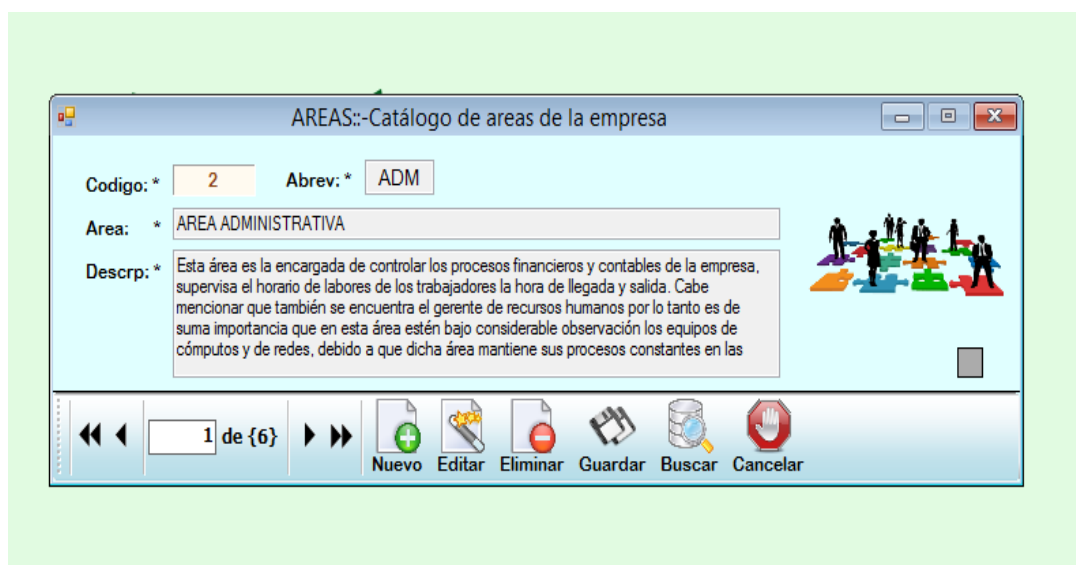 AREAS::-Catálogo de areas de la empresa
Codigo: * 2 Abrev: * ADM
Area: * AREA ADMINISTRATIVA
Descrp: * Esta área es la encargada de controlar los procesos financieros y contables de la empresa,
supervisa el horario de labores de los trabajadores la hora de llegada y salida. Cabe
mencionar que también se encuentra el gerente de recursos humanos por lo tanto es de
suma importancia que en esta área estén bajo considerable observación los equipos de
cómputos y de redes, debido a que dicha área mantiene sus procesos constantes en las
1 de {6}
Nuevo Editar Eliminar Guardar Buscar Cancelar